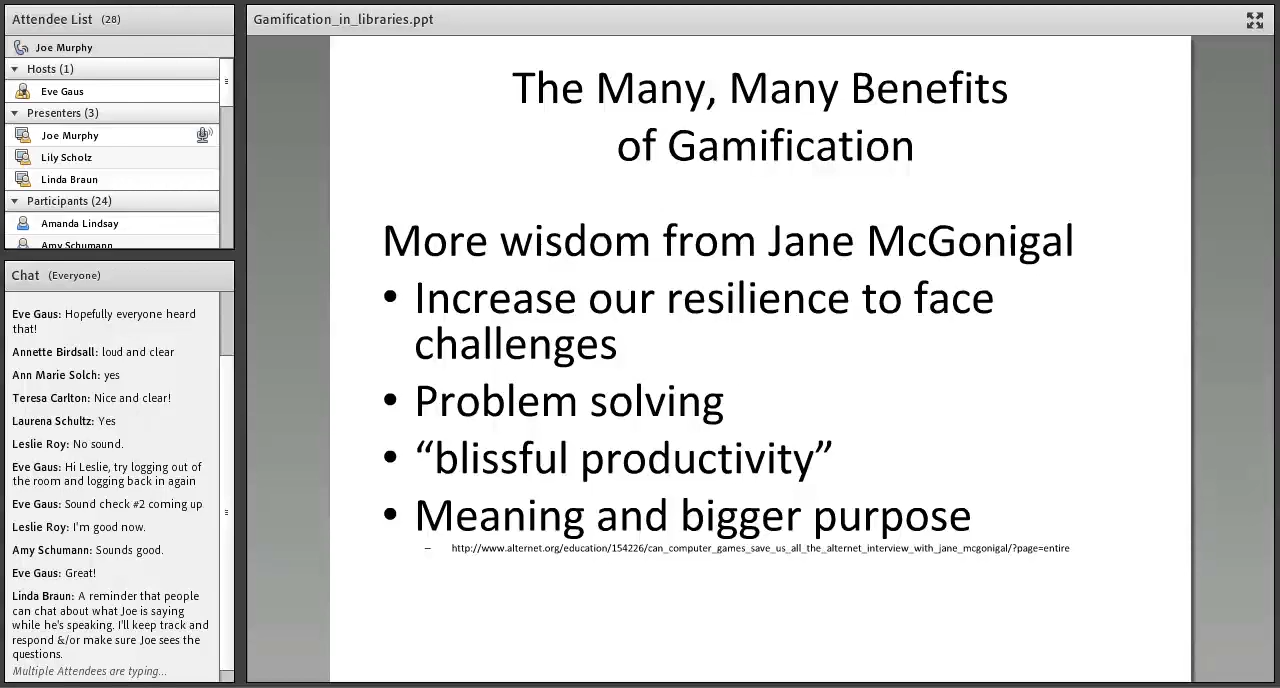 Attendee List (28)
Joe Murphy
Hosts (1)
Eve Gaus
Presenters (3)
Joe Murphy
Lily Scholz
Linda Braun
Participants (24)
Amanda Lindsay
Amy Schumann
Chat (Everyone)
Eve Gaus: Hopefully everyone heard
that!
Annette Birdsall: loud and clear
Ann Marie Solch: yes
Teresa Carlton: Nice and clear!
Laurena Schultz: Yes
Leslie Roy: No sound.
Eve Gaus: Hi Leslie, try logging out of
the room and logging back in again
Eve Gaus: Sound check #2 coming up
Leslie Roy: I'm good now.
Amy Schumann: Sounds good.
Eve Gaus: Great!
Linda Braun: A reminder that people
can chat about what Joe is saying
while he's speaking. I'll keep track and
respond &/or make sure Joe sees the
questions.
Multiple Attendees are typing...
Gamification_in_libraries.ppt
The Many, Many Benefits
of Gamification
More wisdom from Jane McGonigal
• Increase our resilience to face
challenges
• Problem solving
• “blissful productivity”
• Meaning and bigger purpose
– http://www.alternet.org/education/154226/can_computer_games_save_us_all_the_alternet_interview_with_jane_mcgonigal/?page=entire